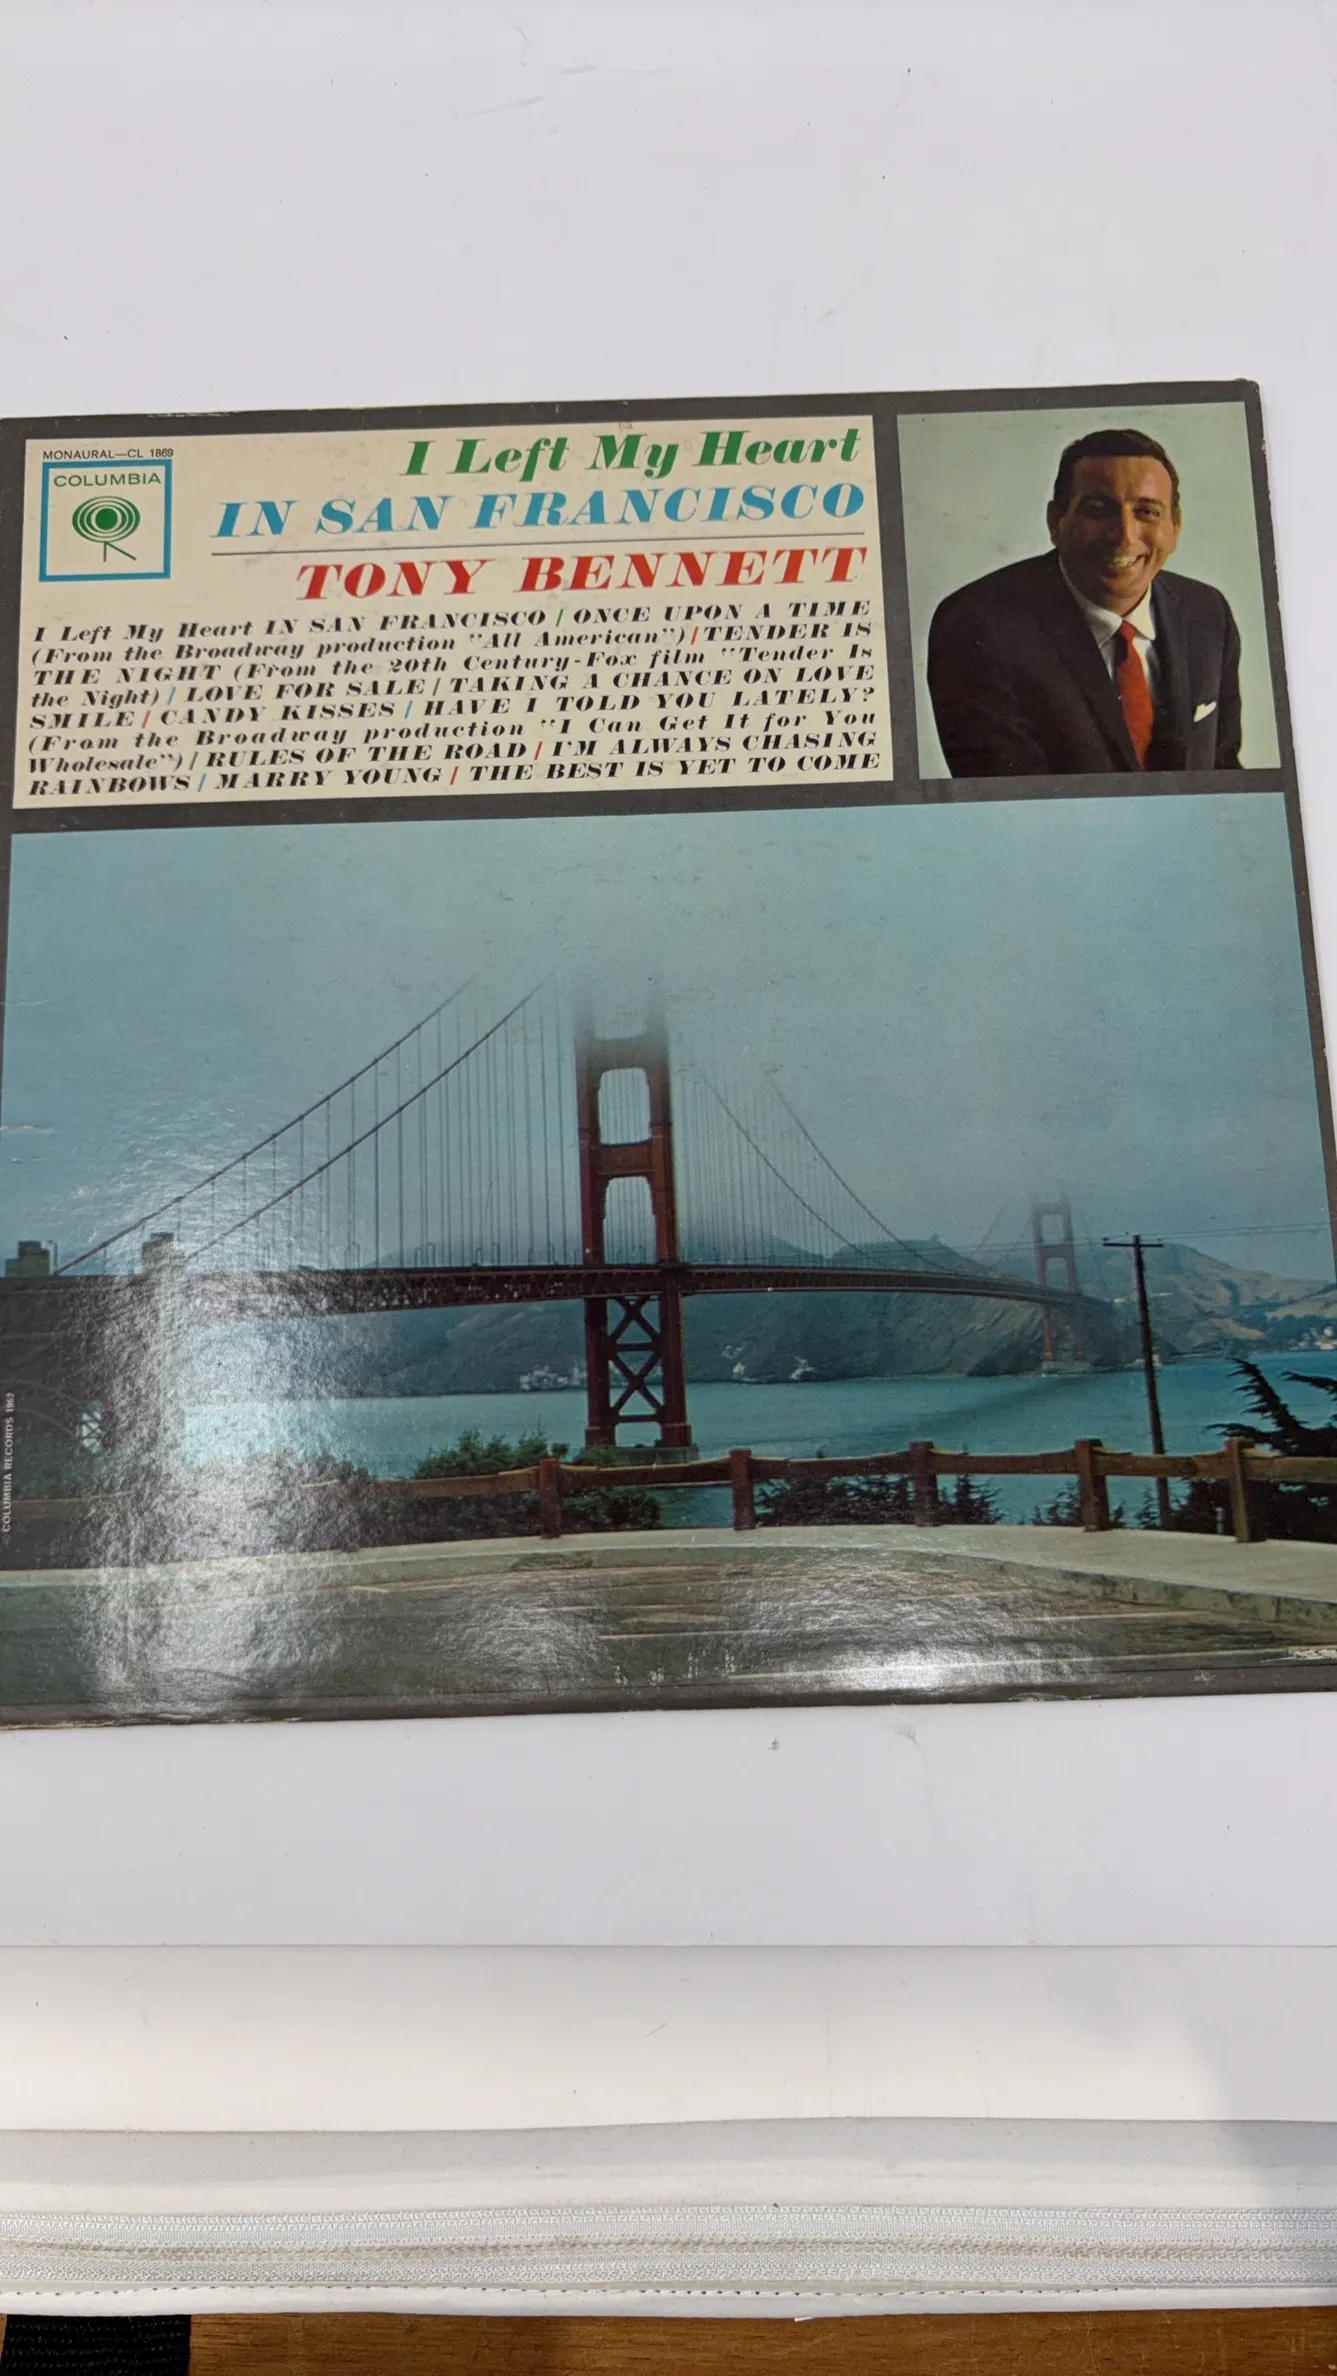 MONAURAL—CL 1869
COLUMBIA
I Left My Heart
IN SAN FRANCISCO
TONY BENNETT
I Left My Heart IN SAN FRANCISCO / ONCE UPON A TIME
(From the Broadway production "All American") / TENDER IS
THE NIGHT (From the 20th Century-Fox film "Tender Is
the Night) / LOVE FOR SALE / TAKING A CHANCE ON LOVE
SMILE / CANDY KISSES / HAVE I TOLD YOU LATELY?
(From the Broadway production "I Can Get It for You
Wholesale") / RULES OF THE ROAD / I'M ALWAYS CHASING
RAINBOWS / MARRY YOUNG / THE BEST IS YET TO COME
© COLUMBIA RECORDS 1962